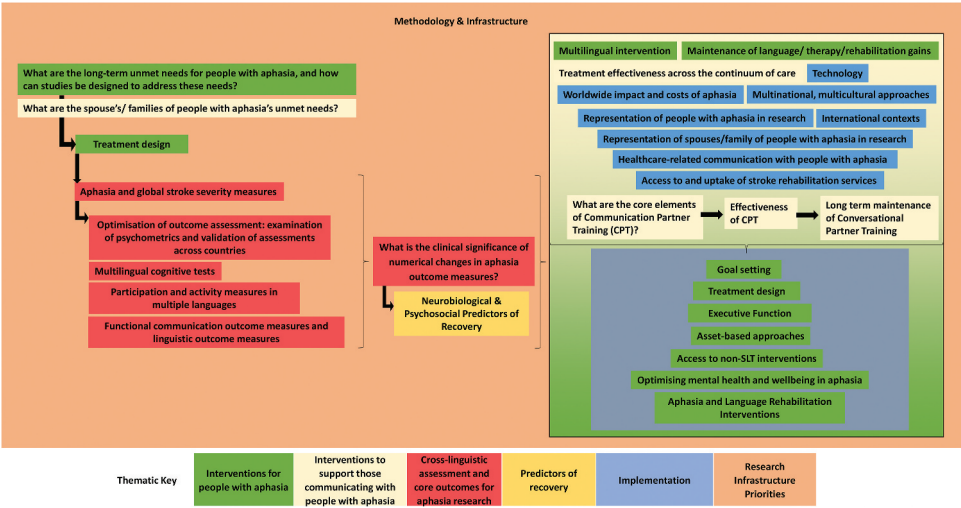 Methodology & Infrastructure
What are the long-term unmet needs for people with aphasia, and how
can studies be designed to address these needs?
What are the spouse's/ families of people with aphasia's unmet needs?
Treatment design
Aphasia and global stroke severity measures
Optimisation of outcome assessment: examination
of psychometrics and validation of assessments
across countries
Multilingual cognitive tests
Participation and activity measures in
multiple languages
Functional communication outcome measures and
linguistic outcome measures
What is the clinical significance of
numerical changes in aphasia
outcome measures?
Neurobiological &
Psychosocial Predictors of
Recovery
Multilingual intervention
Maintenance of language/ therapy/rehabilitation gains
Treatment effectiveness across the continuum of care
Technology
Worldwide impact and costs of aphasia
Multinational, multicultural approaches
Representation of people with aphasia in research
International contexts
Representation of spouses/family of people with aphasia in research
Healthcare-related communication with people with aphasia
Access to and uptake of stroke rehabilitation services
What are the core elements
of Communication Partner
Training (CPT)?
Effectiveness
of CPT
Long term maintenance
of Conversational
Partner Training
Goal setting
Treatment design
Executive Function
Asset-based approaches
Access to non-SLT interventions
Optimising mental health and wellbeing in aphasia
Aphasia and Language Rehabilitation
Interventions
Thematic Key
Interventions for
people with aphasia
Interventions to
support those
communicating with
people with aphasia
Cross-linguistic
assessment and
core outcomes for
aphasia research
Predictors of
recovery
Implementation
Research
Infrastructure
Priorities